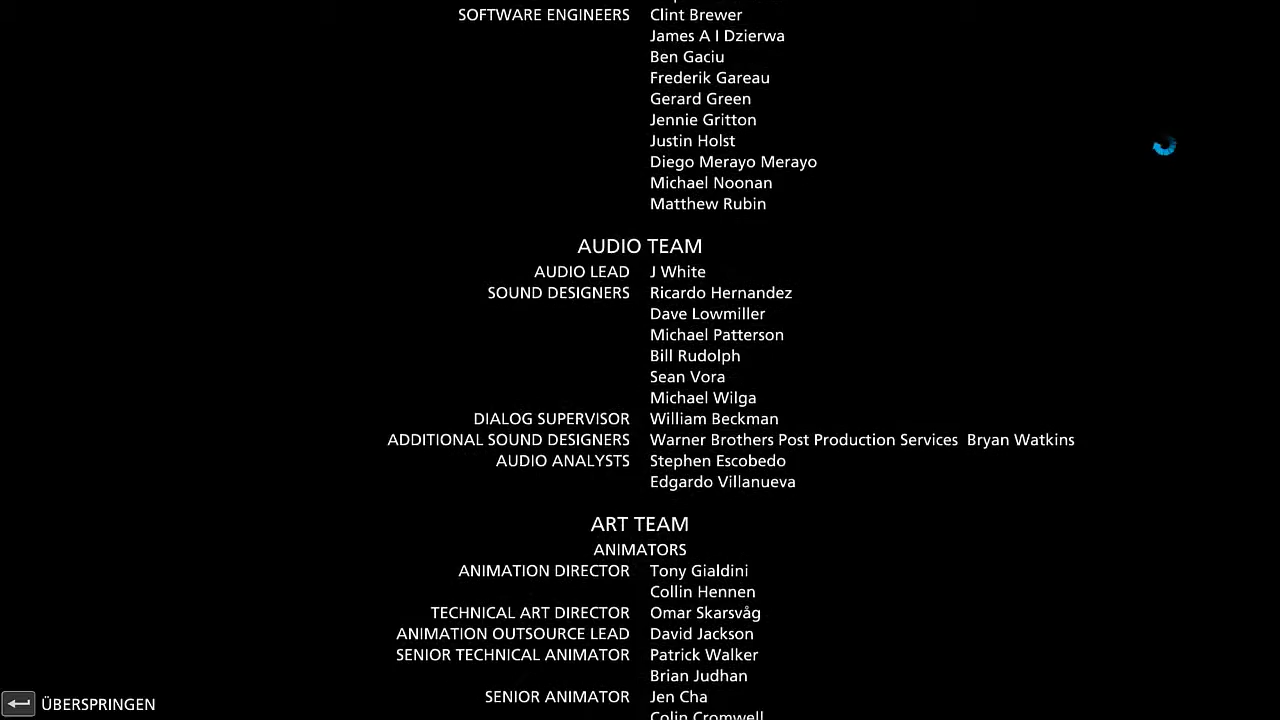 SOFTWARE ENGINEERS Clint Brewer
James A I Dzierwa
Ben Gaciu
Frederik Gareau
Gerard Green
Jennie Gritton
Justin Holst
Diego Merayo Merayo
Michael Noonan
Matthew Rubin
AUDIO TEAM
AUDIO LEAD J White
SOUND DESIGNERS Ricardo Hernandez
Dave Lowmiller
Michael Patterson
Bill Rudolph
Sean Vora
Michael Wilga
DIALOG SUPERVISOR William Beckman
ADDITIONAL SOUND DESIGNERS Warner Brothers Post Production Services Bryan Watkins
AUDIO ANALYSTS Stephen Escobedo
Edgardo Villanueva
ART TEAM
ANIMATORS
ANIMATION DIRECTOR Tony Gialdini
Collin Hennen
TECHNICAL ART DIRECTOR Omar Skarsvåg
ANIMATION OUTSOURCE LEAD David Jackson
SENIOR TECHNICAL ANIMATOR Patrick Walker
Brian Judhan
SENIOR ANIMATOR Jen Cha
Colin Cromwell
ÜBERSPRINGEN